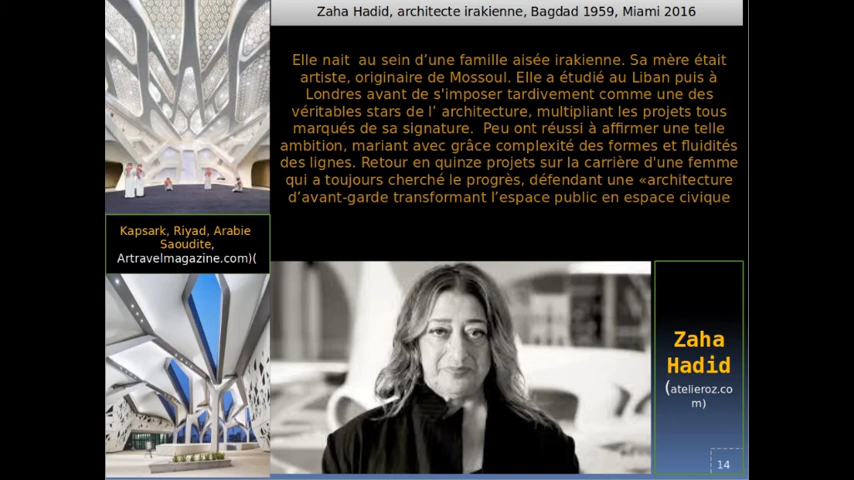 Zaha Hadid, architecte irakienne, Bagdad 1959, Miami 2016
Elle nait  au sein d’une famille aisée irakienne. Sa mère était
artiste, originaire de Mossoul. Elle a étudié au Liban puis à
Londres avant de s'imposer tardivement comme une des
véritables stars de l’ architecture, multipliant les projets tous
marqués de sa signature.  Peu ont réussi à affirmer une telle
ambition, mariant avec grâce complexité des formes et fluidités
des lignes. Retour en quinze projets sur la carrière d'une femme
qui a toujours cherché le progrès, défendant une «architecture
d’avant-garde transformant l’espace public en espace civique
Kapsark, Riyad, Arabie
Saoudite,
Artravelmagazine.com)(
Zaha
Hadid
(atelieroz.co
m)
14